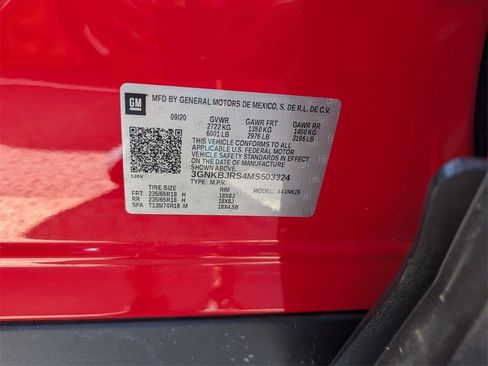 GM
MFD BY GENERAL MOTORS DE MEXICO, S. DE R.L. DE C.V.
09/20 GVWR GAWR FRT GAWR RR
2722 KG 1350 KG 1450 KG
6001 LB 2976 LB 3196 LB
THIS VEHICLE CONFORMS TO ALL
APPLICABLE U.S. FEDERAL MOTOR
VEHICLE SAFETY STANDARDS IN EFFECT
ON THE DATE OF MANUFACTURE
SHOWN ABOVE.
3GNKBJRS4MS503324
130X TYPE: M.P.V. MODEL: 441NK26
TIRE SIZE RIM
FRT 235/65R18 H 18X8J
RR 235/65R18 H 18X8J
SPA T135/70R18 M 18X4.5B